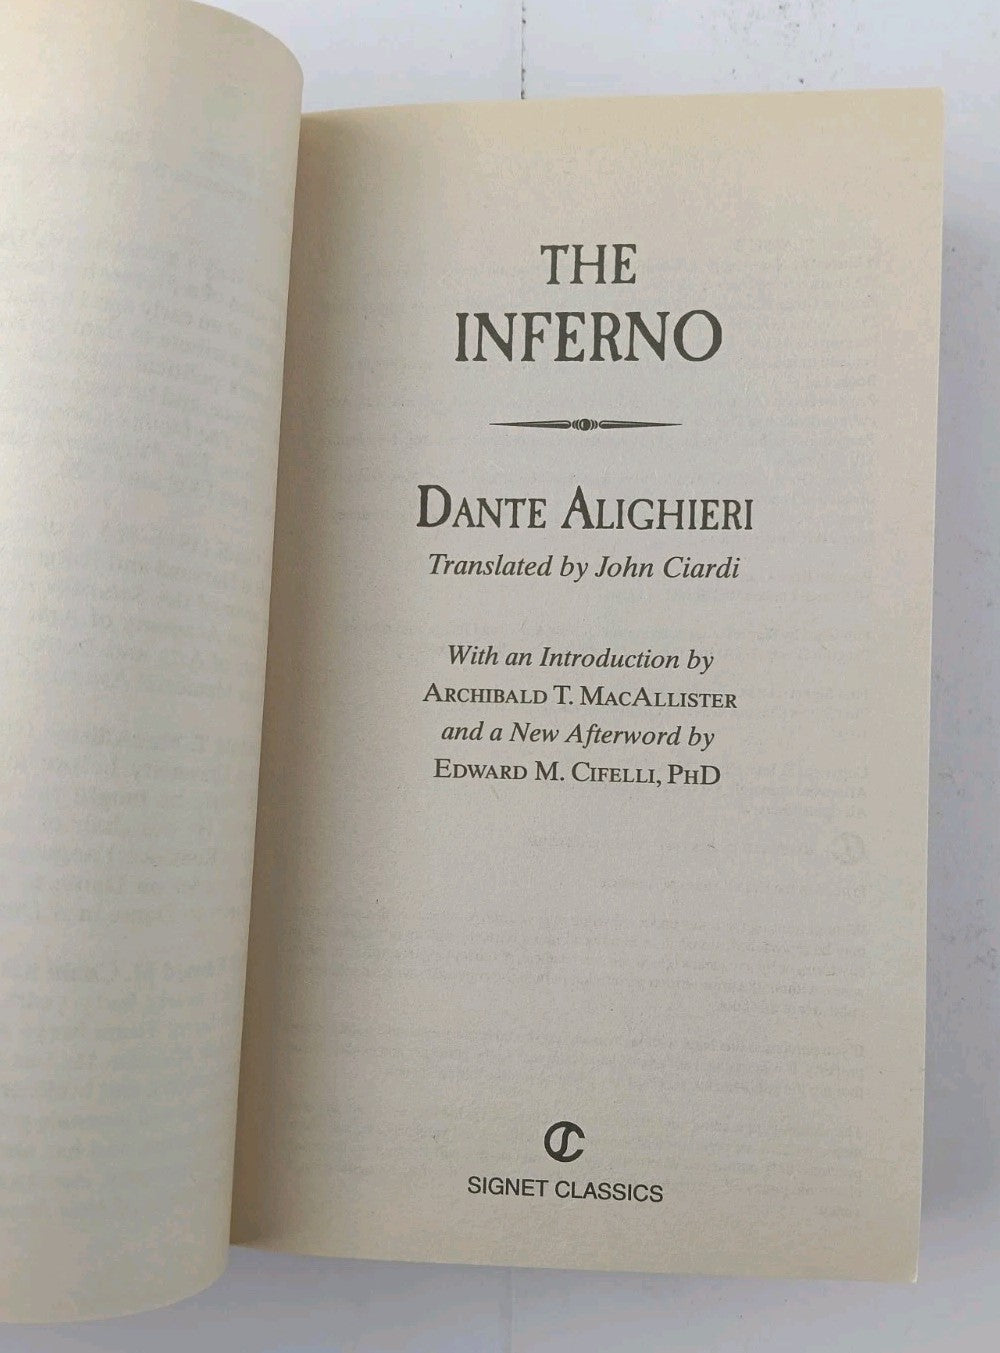 THE
INFERNO
DANTE ALIGHIERI
Translated by John Ciardi
With an Introduction by
ARCHIBALD T. MACALLISTER
and a New Afterword by
EDWARD M. CIFELLI, PHD
SIGNET CLASSICS